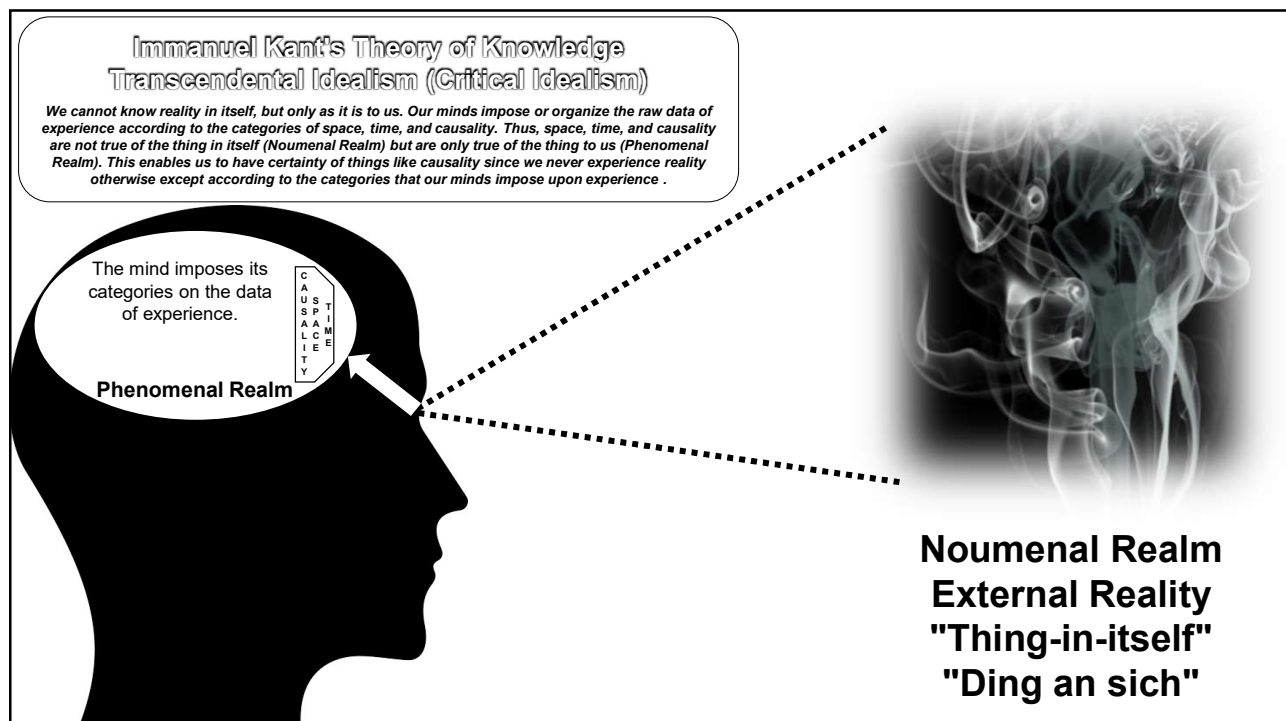 Immanuel Kant's Theory of Knowledge
Transcendental Idealism (Critical Idealism)
We cannot know reality in itself, but only as it is to us. Our minds impose or organize the raw data of
experience according to the categories of space, time, and causality. Thus, space, time, and causality
are not true of the thing in itself (Noumenal Realm) but are only true of the thing to us (Phenomenal
Realm). This enables us to have certainty of things like causality since we never experience reality
otherwise except according to the categories that our minds impose upon experience .
The mind imposes its
categories on the data
of experience.
CAUSALITY
SPACE
TIME
Phenomenal Realm
Noumenal Realm
External Reality
"Thing-in-itself"
"Ding an sich"